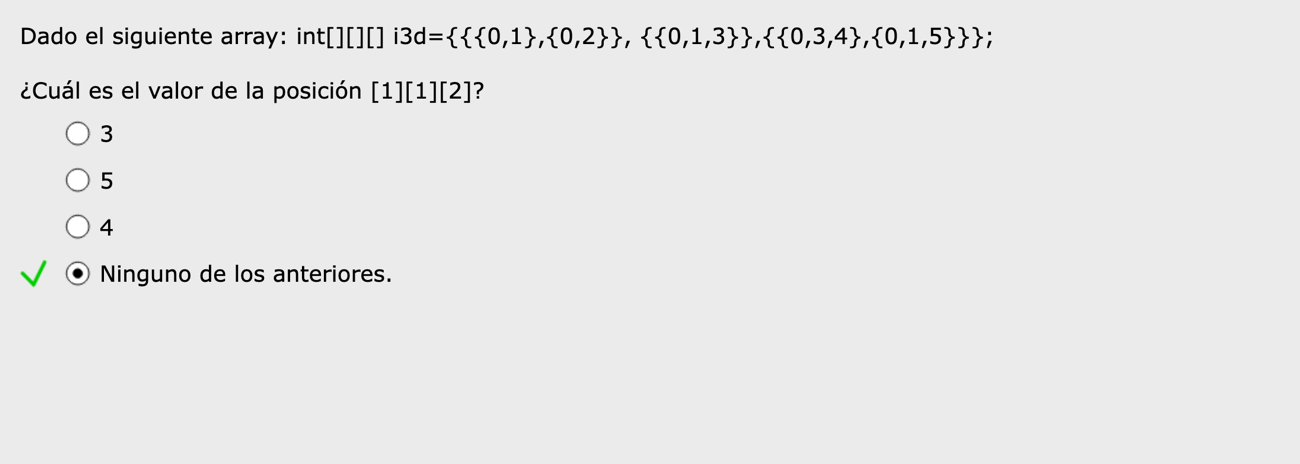 Dado el siguiente array: int[][][] i3d={{{0,1},{0,2}}, {{0,1,3}},{{0,3,4},{0,1,5}}};
¿Cuál es el valor de la posición [1][1][2]?
3
5
4
Ninguno de los anteriores.